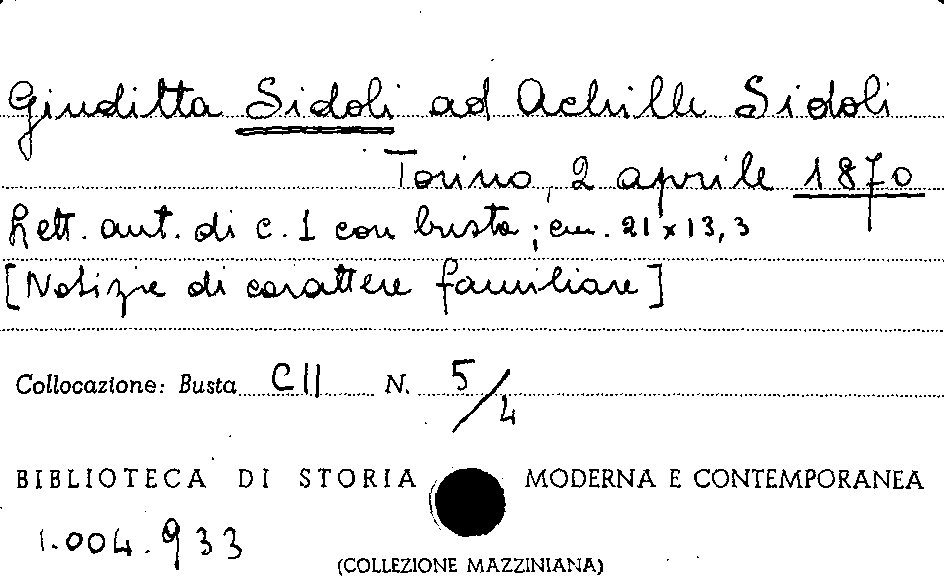 Giuditta Sidoli ad Achille Sidoli
Torino, 2 aprile 1870
Lett. aut. di c. 1 con busta; cm. 21 x 13,3
[Notizie di carattere familiare]
Collocazione: Busta CII N. 5/4
BIBLIOTECA DI STORIA MODERNA E CONTEMPORANEA
1.004.933
(COLLEZIONE MAZZINIANA)